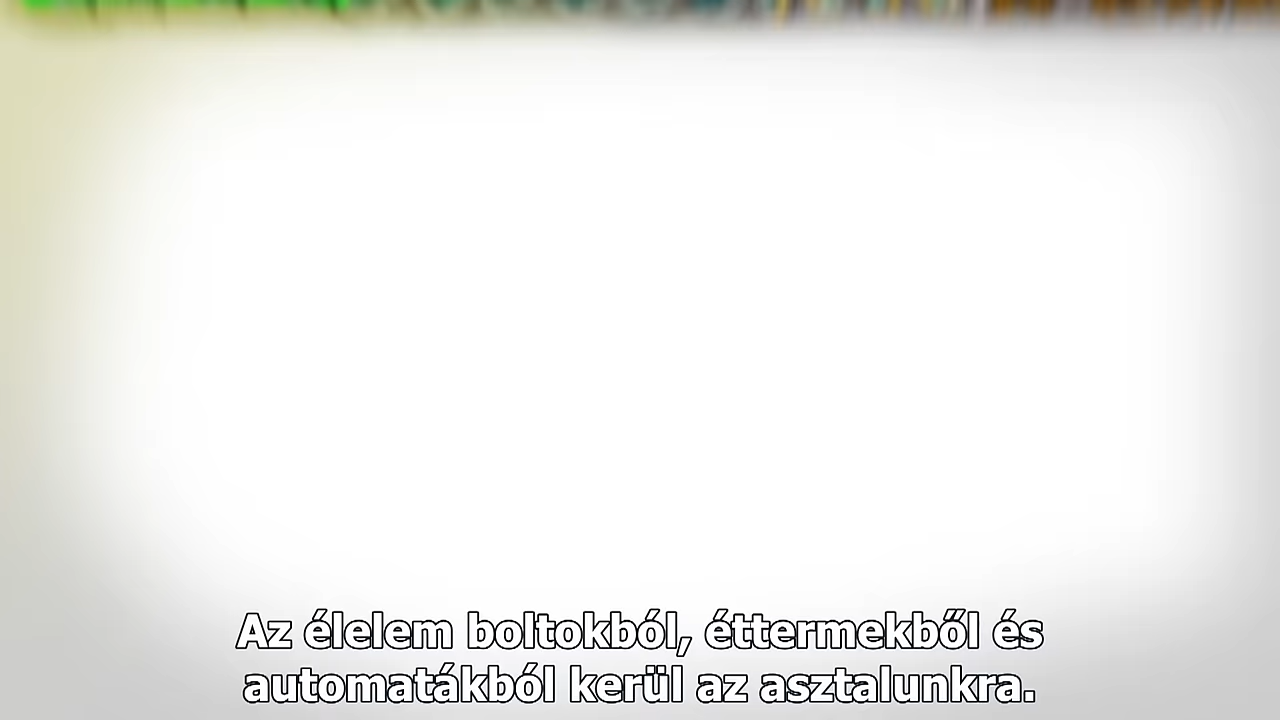 Az élelem boltokból, éttermekből és
automatákból kerül az asztalunkra.